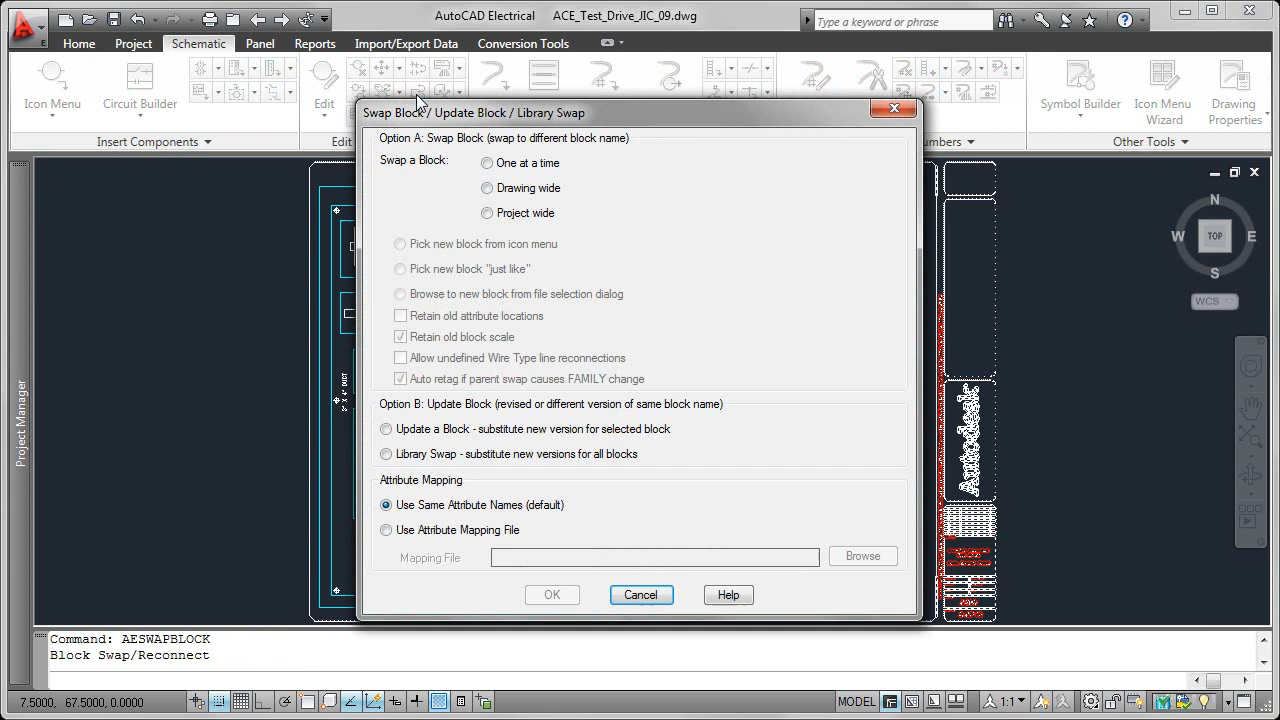 AutoCAD Electrical ACE_Test_Drive_JIC_09.dwg
Type a keyword or phrase
Home Project Schematic Panel Reports Import/Export Data Conversion Tools
Icon Menu
Circuit Builder
Edit
Symbol Builder
Icon Menu Wizard
Drawing Properties
Insert Components
Edit
Other Tools
Swap Block / Update Block / Library Swap
Option A: Swap Block (swap to different block name)
Swap a Block:
One at a time
Drawing wide
Project wide
Pick new block from icon menu
Pick new block "just like"
Browse to new block from file selection dialog
Retain old attribute locations
Retain old block scale
Allow undefined Wire Type line reconnections
Auto retag if parent swap causes FAMILY change
Option B: Update Block (revised or different version of same block name)
Update a Block - substitute new version for selected block
Library Swap - substitute new versions for all blocks
Attribute Mapping
Use Same Attribute Names (default)
Use Attribute Mapping File
Mapping File
Browse
OK
Cancel
Help
N
W
TOP
E
S
WCS
Autodesk
Project Manager
Command: AESWAPBLOCK
Block Swap/Reconnect
7.5000, 67.5000, 0.0000
MODEL
1:1